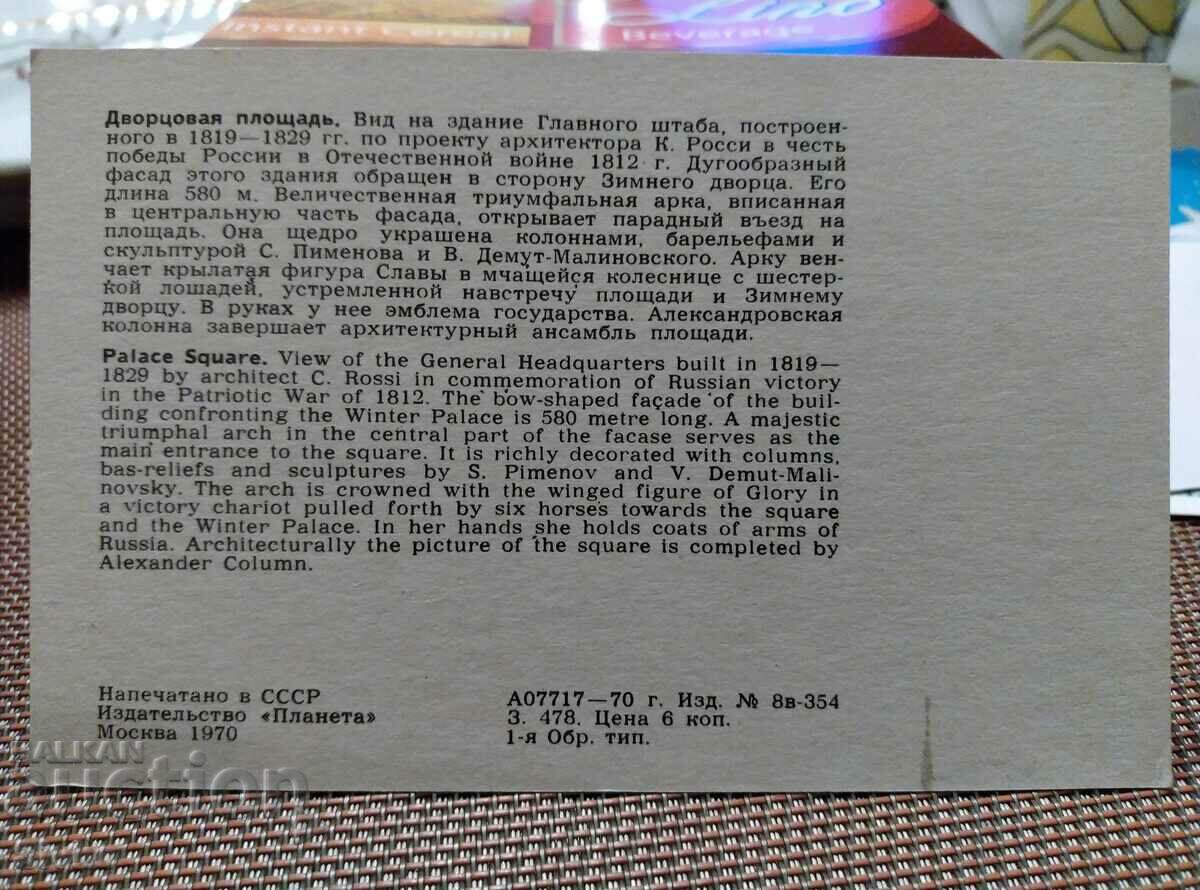 Instant Cereal
Lino
Beverage
Дворцовая площадь. Вид на здание Главного штаба, построен-
ного в 1819—1829 гг. по проекту архитектора К. Росси в честь
победы России в Отечественной войне 1812 г. Дугообразный
фасад этого здания обращен в сторону Зимнего дворца. Его
длина 580 м. Величественная триумфальная арка, вписанная
в центральную часть фасада, открывает парадный въезд на
площадь. Она щедро украшена колоннами, барельефами и
скульптурой С. Пименова и В. Демут-Малиновского. Арку вен-
чает крылатая фигура Славы в мчащейся колеснице с шестер-
кой лошадей, устремленной навстречу площади и Зимнему
дворцу. В руках у нее эмблема государства. Александровская
колонна завершает архитектурный ансамбль площади.
Palace Square. View of the General Headquarters built in 1819—
1829 by architect C. Rossi in commemoration of Russian victory
in the Patriotic War of 1812. The bow-shaped façade of the buil-
ding confronting the Winter Palace is 580 metre long. A majestic
triumphal arch in the central part of the facase serves as the
main entrance to the square. It is richly decorated with columns,
bas-reliefs and sculptures by S. Pimenov and V. Demut-Mali-
novsky. The arch is crowned with the winged figure of Glory in
a victory chariot pulled forth by six horses towards the square
and the Winter Palace. In her hands she holds coats of arms of
Russia. Architecturally the picture of the square is completed by
Alexander Column.
Напечатано в СССР
Издательство «Планета»
Москва 1970
А07717—70 г. Изд. № 8в-354
З. 478. Цена 6 коп.
1-я Обр. тип.
BALKAN
auction